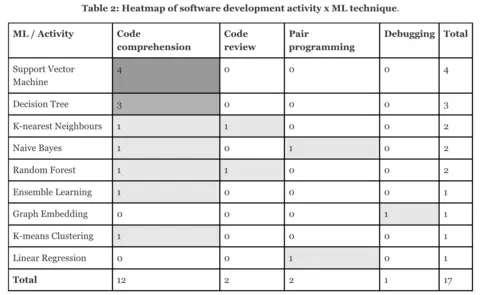 Table 2: Heatmap of software development activity x ML technique.
ML / Activity Code comprehension Code review Pair programming Debugging Total
Support Vector Machine 4 0 0 0 4
Decision Tree 3 0 0 0 3
K-nearest Neighbours 1 1 0 0 2
Naive Bayes 1 0 1 0 2
Random Forest 1 1 0 0 2
Ensemble Learning 1 0 0 0 1
Graph Embedding 0 0 0 1 1
K-means Clustering 1 0 0 0 1
Linear Regression 0 0 1 0 1
Total 12 2 2 1 17